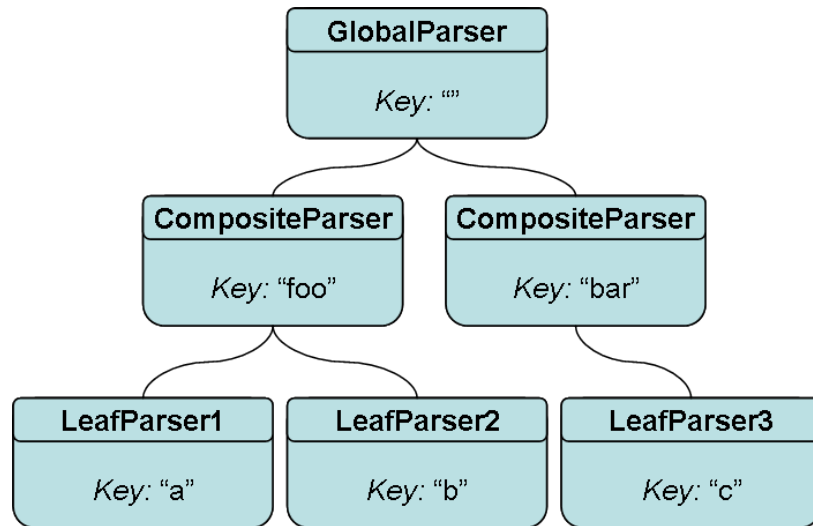 GlobalParser
Key: “”
CompositeParser
Key: “foo”
CompositeParser
Key: “bar”
LeafParser1
Key: “a”
LeafParser2
Key: “b”
LeafParser3
Key: “c”